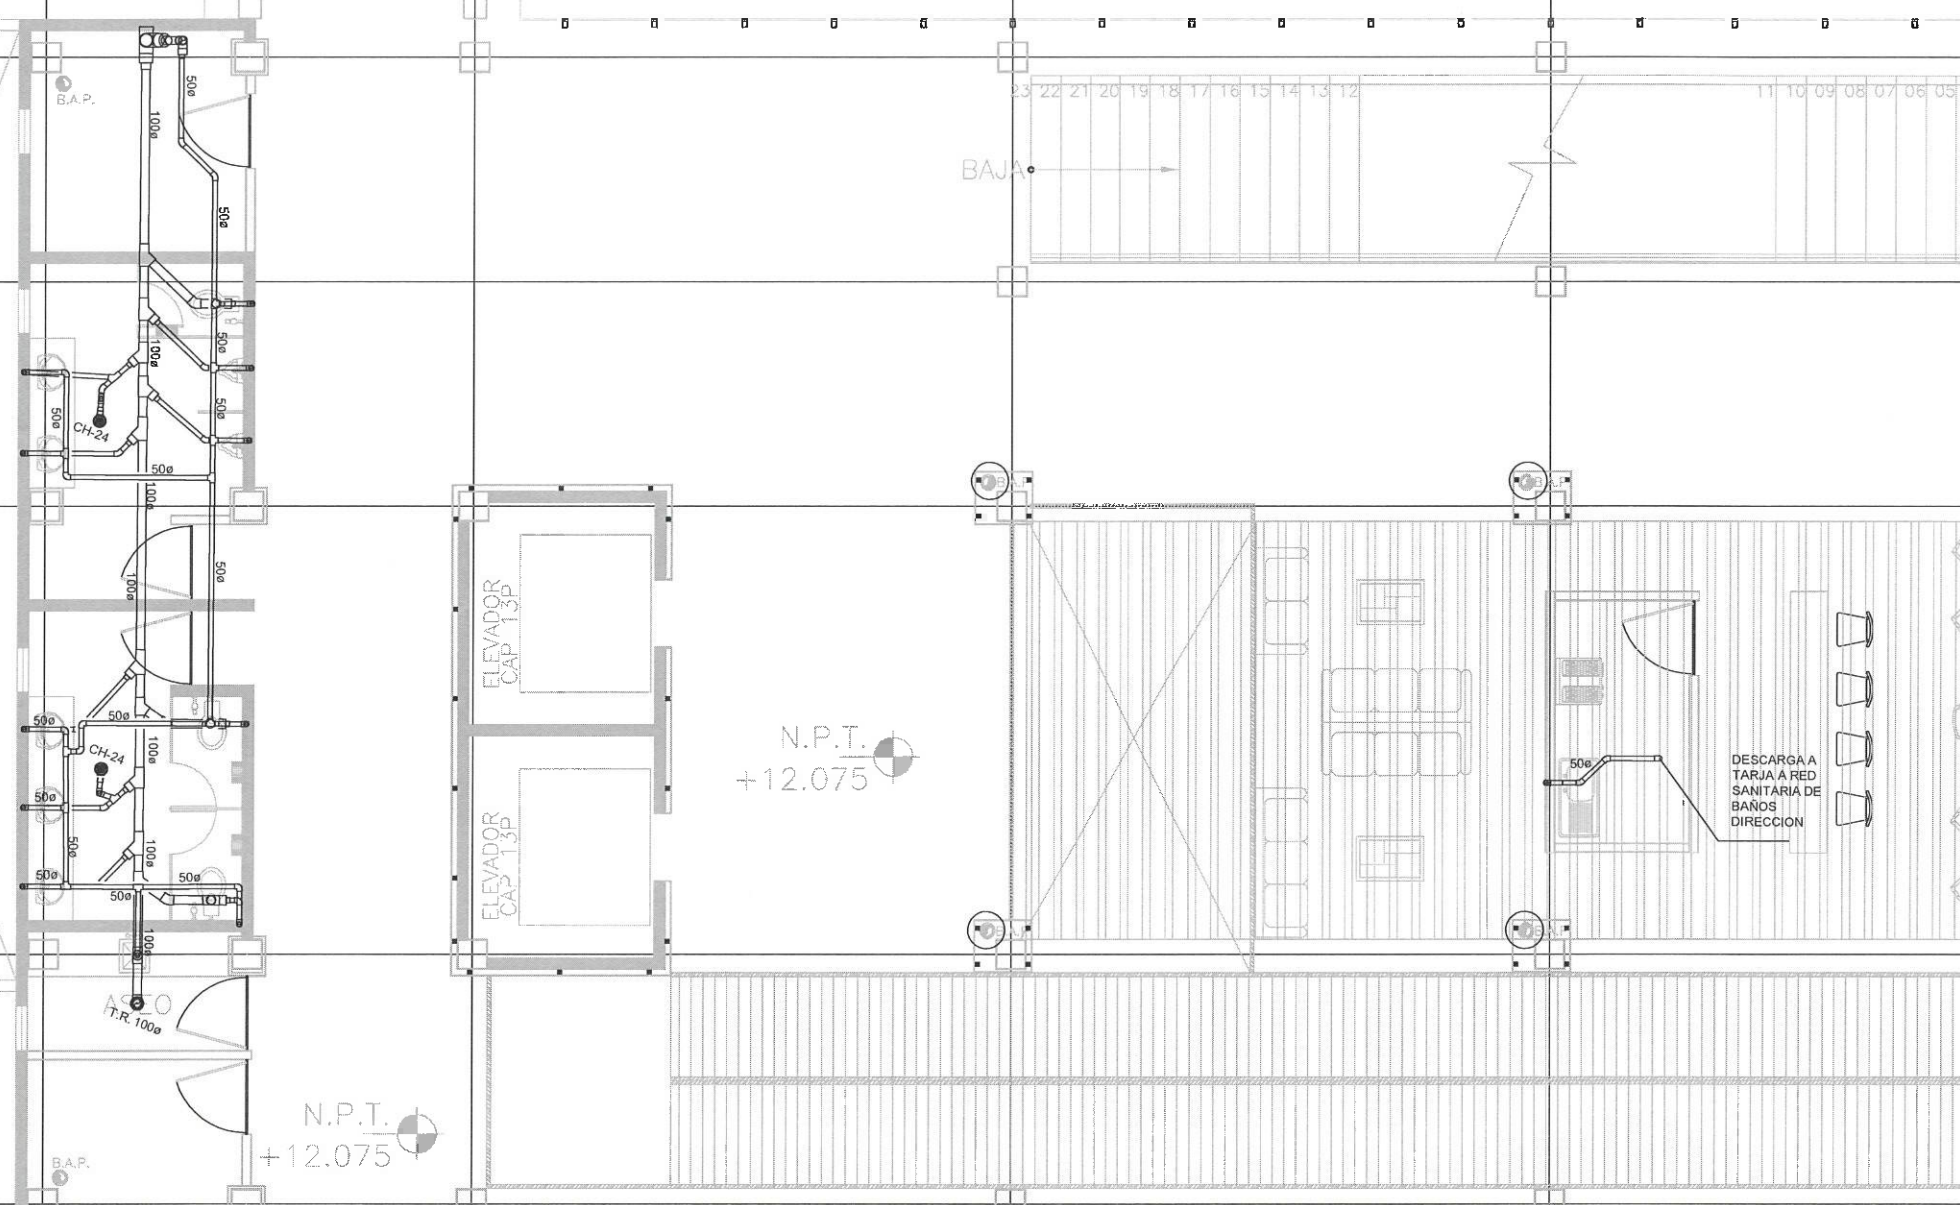 B.A.P.
50ø
100ø
50ø
23 22 21 20 19 18 17 16 15 14 13 12
11 10 09 08 07 06 05
BAJA
50ø
100ø
50ø
50ø
CH-24
50ø
100ø
50ø
100ø
B.A.P.
B.A.P.
ELEVADOR
CAP 13P
50ø
50ø
100ø
CH-24
50ø
50ø
100ø
50ø
50ø
50ø
100ø
ASEO
T.R. 100ø
ELEVADOR
CAP 13P
N.P.T.
+12.075
50ø
DESCARGA A
TARJA A RED
SANITARIA DE
BAÑOS
DIRECCION
N.P.T.
+12.075
B.A.P.